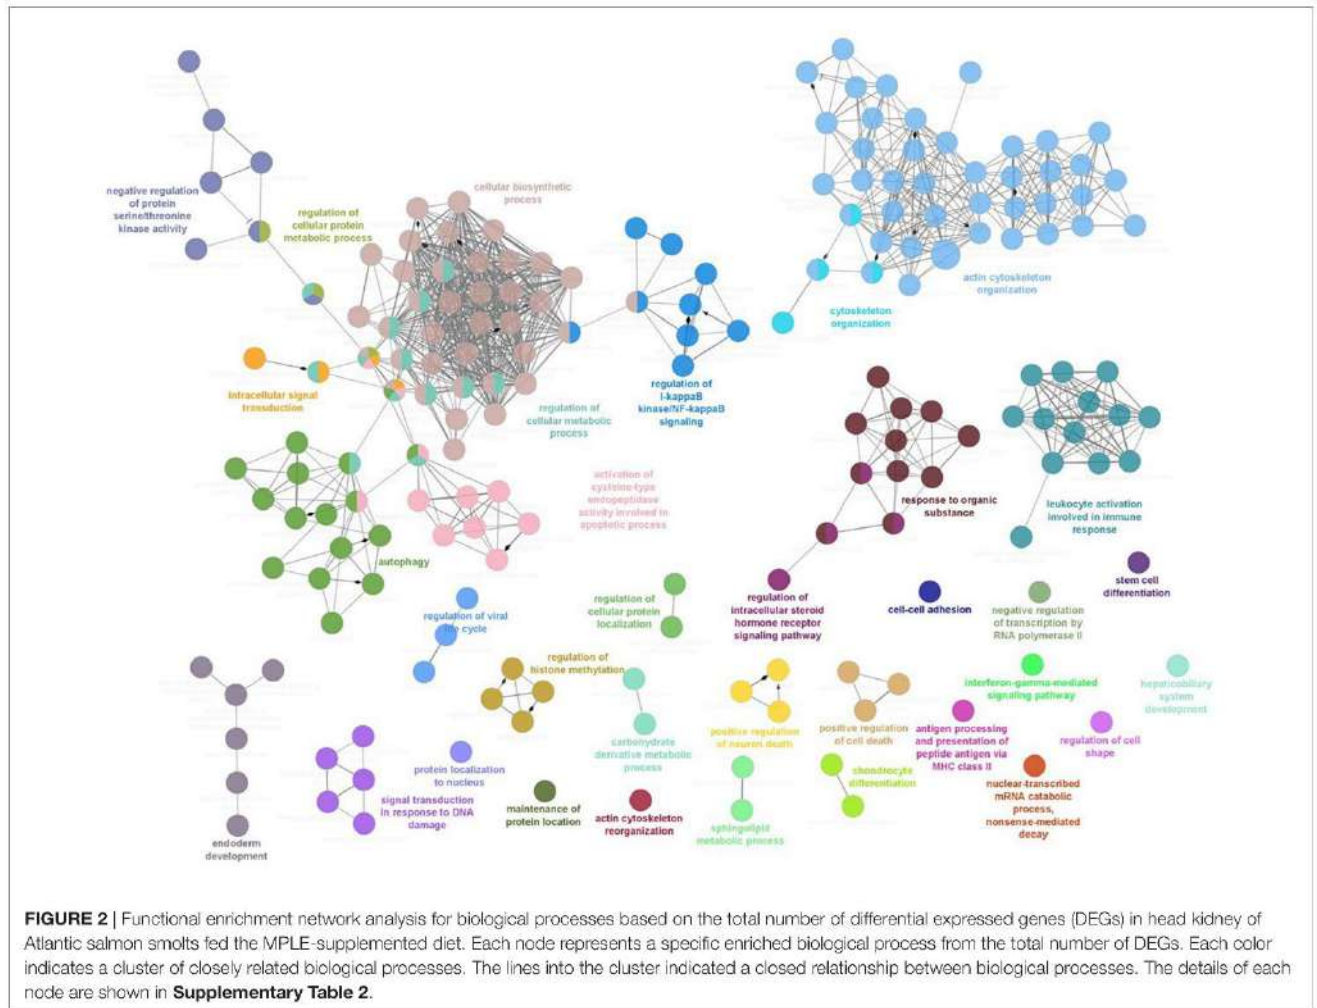 cellular biosynthetic
process
negative regulation
of protein
serine/threonine
kinase activity
regulation of
cellular protein
metabolic process
actin cytoskeleton
organization
cytoskeleton
organization
intracellular signal
transduction
regulation of
I-kappaB
kinase/NF-kappaB
signaling
regulation of
cellular metabolic
process
activation of
cysteine-type
endopeptidase
activity involved in
apoptotic process
response to organic
substance
leukocyte activation
involved in immune
response
autophagy
stem cell
differentiation
regulation of viral
life cycle
regulation of
cellular protein
localization
regulation of
intracellular steroid
hormone receptor
signaling pathway
cell-cell adhesion
negative regulation
of transcription by
RNA polymerase II
regulation of
histone methylation
interferon-gamma-mediated
signaling pathway
hepaticobiliary
system
development
carbohydrate
derivative metabolic
process
positive regulation
of neuron death
positive regulation
of cell death
antigen processing
and presentation of
peptide antigen via
MHC class II
regulation of cell
shape
protein localization
to nucleus
chondrocyte
differentiation
nuclear-transcribed
mRNA catabolic
process,
nonsense-mediated
decay
signal transduction
in response to DNA
damage
maintenance of
protein location
actin cytoskeleton
reorganization
sphingolipid
metabolic process
endoderm
development
FIGURE 2 | Functional enrichment network analysis for biological processes based on the total number of differential expressed genes (DEGs) in head kidney of
Atlantic salmon smolts fed the MPLE-supplemented diet. Each node represents a specific enriched biological process from the total number of DEGs. Each color
indicates a cluster of closely related biological processes. The lines into the cluster indicated a closed relationship between biological processes. The details of each
node are shown in Supplementary Table 2.